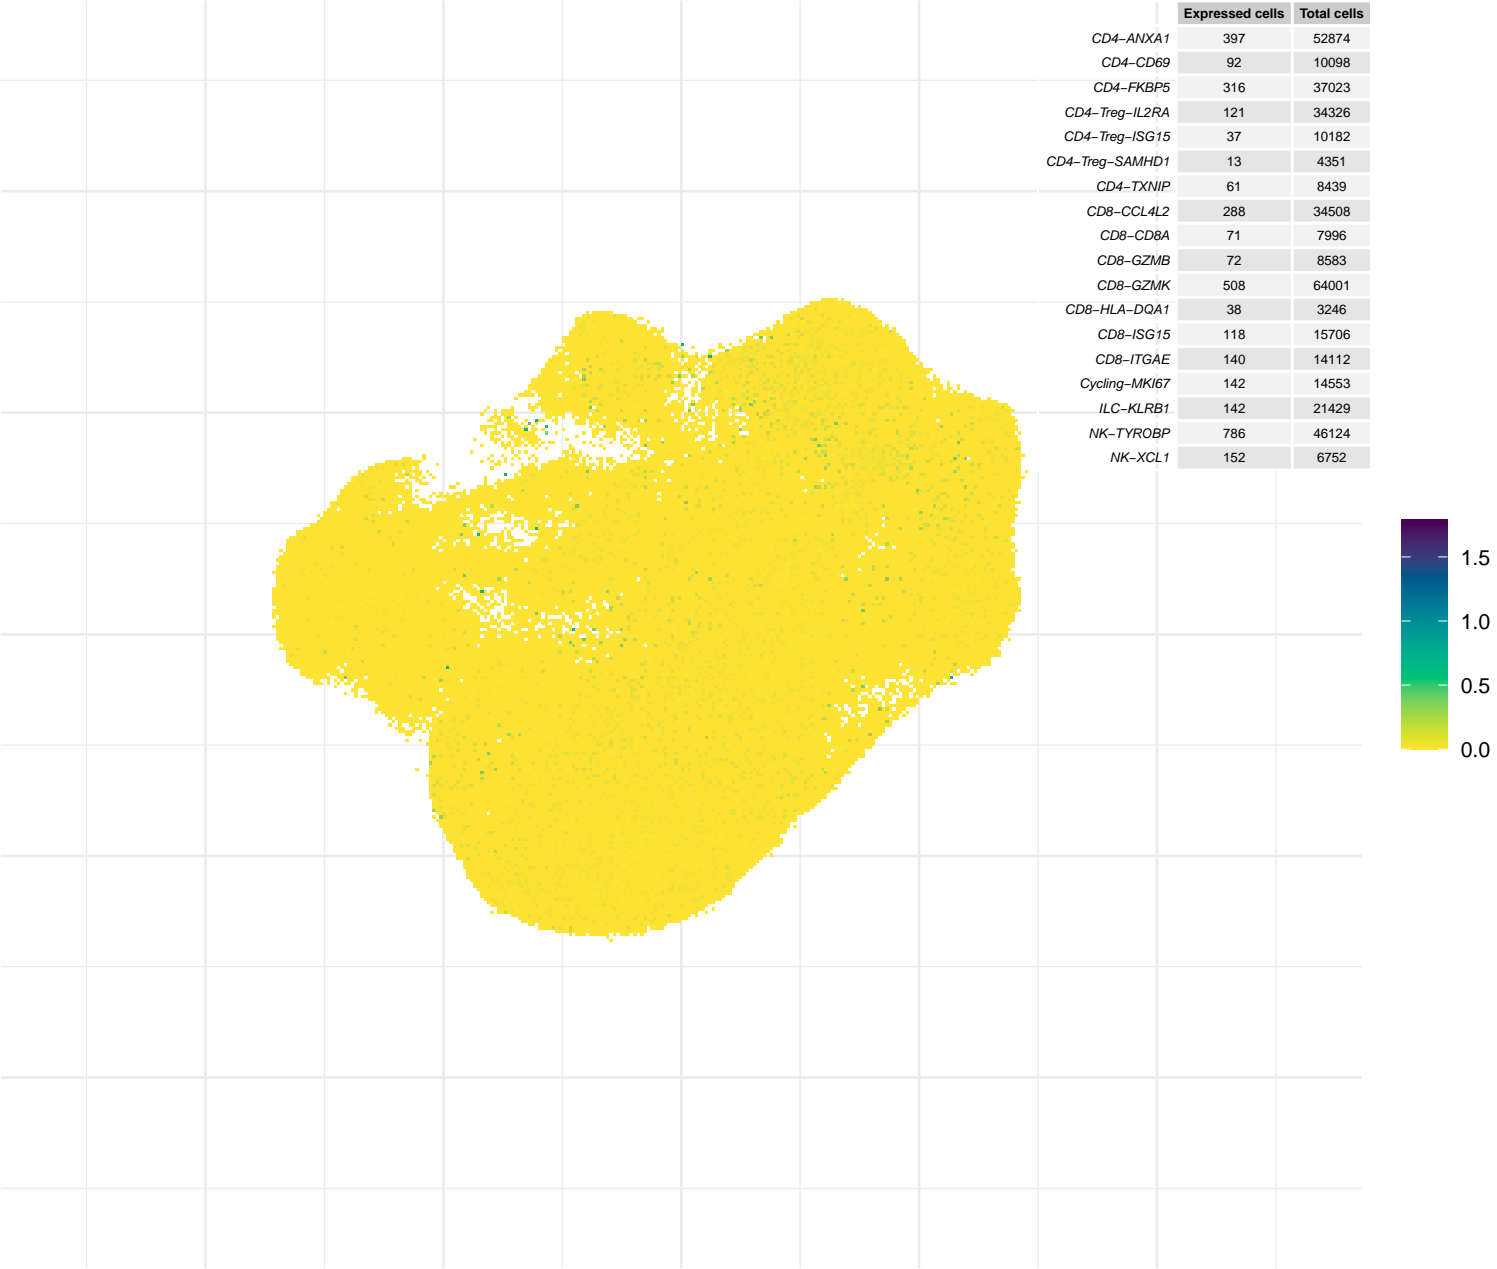 Expressed cells Total cells
CD4−ANXA1 397 52874
CD4−CD69 92 10098
CD4−FKBP5 316 37023
CD4−Treg−IL2RA 121 34326
CD4−Treg−ISG15 37 10182
CD4−Treg−SAMHD1 13 4351
CD4−TXNIP 61 8439
CD8−CCL4L2 288 34508
CD8−CD8A 71 7996
CD8−GZMB 72 8583
CD8−GZMK 508 64001
CD8−HLA−DQA1 38 3246
CD8−ISG15 118 15706
CD8−ITGAE 140 14112
Cycling−MKI67 142 14553
ILC−KLRB1 142 21429
NK−TYROBP 786 46124
NK−XCL1 152 6752
1.5
1.0
0.5
0.0